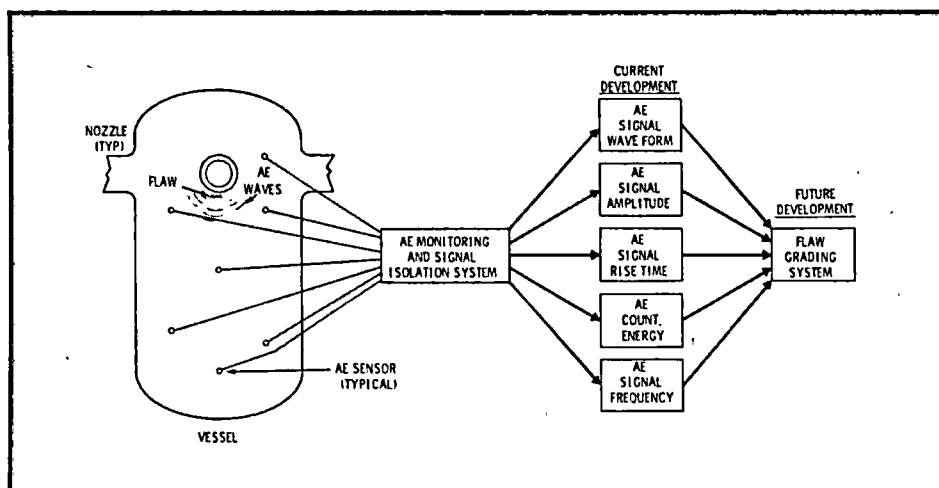 NOZZLE
(TYP)
FLAW
AE
WAVES
AE SENSOR
(TYPICAL)
VESSEL
AE MONITORING
AND SIGNAL
ISOLATION SYSTEM
CURRENT
DEVELOPMENT
AE
SIGNAL
WAVE FORM
AE
SIGNAL
AMPLITUDE
AE
SIGNAL
RISE TIME
AE
COUNT,
ENERGY
AE
SIGNAL
FREQUENCY
FUTURE
DEVELOPMENT
FLAW
GRADING
SYSTEM